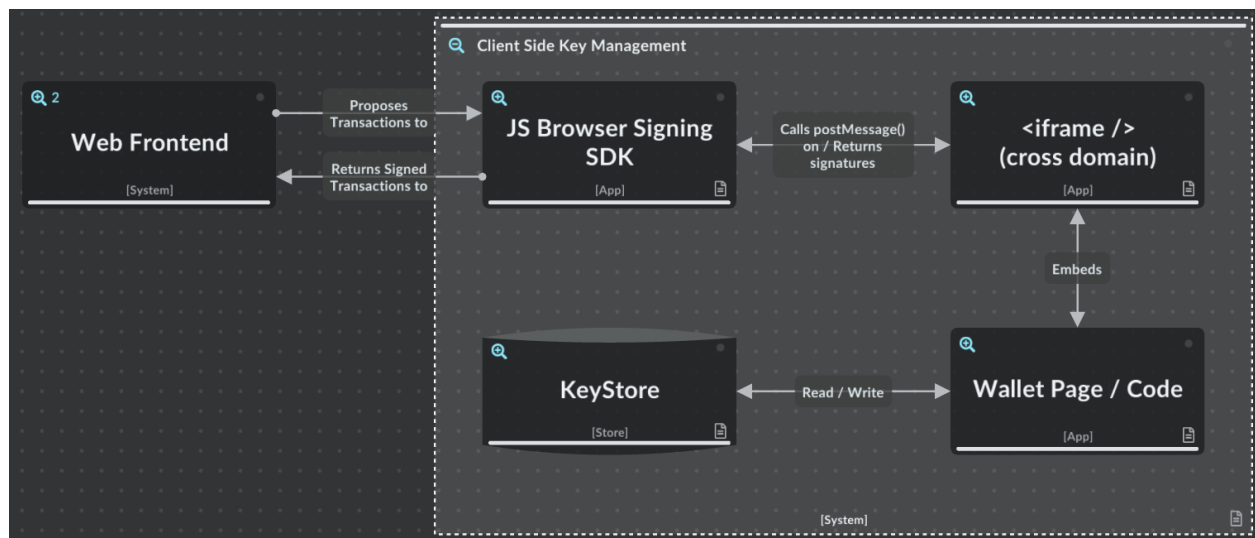 Client Side Key Management
2
Web Frontend
[System]
Proposes
Transactions to
Returns Signed
Transactions to
JS Browser Signing
SDK
[App]
Calls postMessage()
on / Returns
signatures
<iframe />
(cross domain)
[App]
Embeds
KeyStore
[Store]
Read / Write
Wallet Page / Code
[App]
[System]